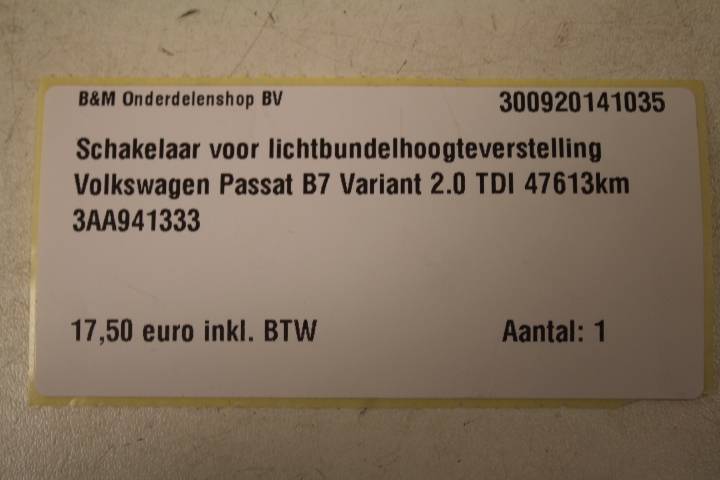 B&M Onderdelenshop BV 300920141035
Schakelaar voor lichtbundelhoogteverstelling
Volkswagen Passat B7 Variant 2.0 TDI 47613km
3AA941333
17,50 euro inkl. BTW Aantal: 1